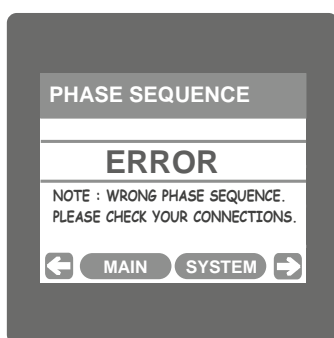 PHASE SEQUENCE
ERROR
NOTE : WRONG PHASE SEQUENCE.
PLEASE CHECK YOUR CONNECTIONS.
MAIN SYSTEM